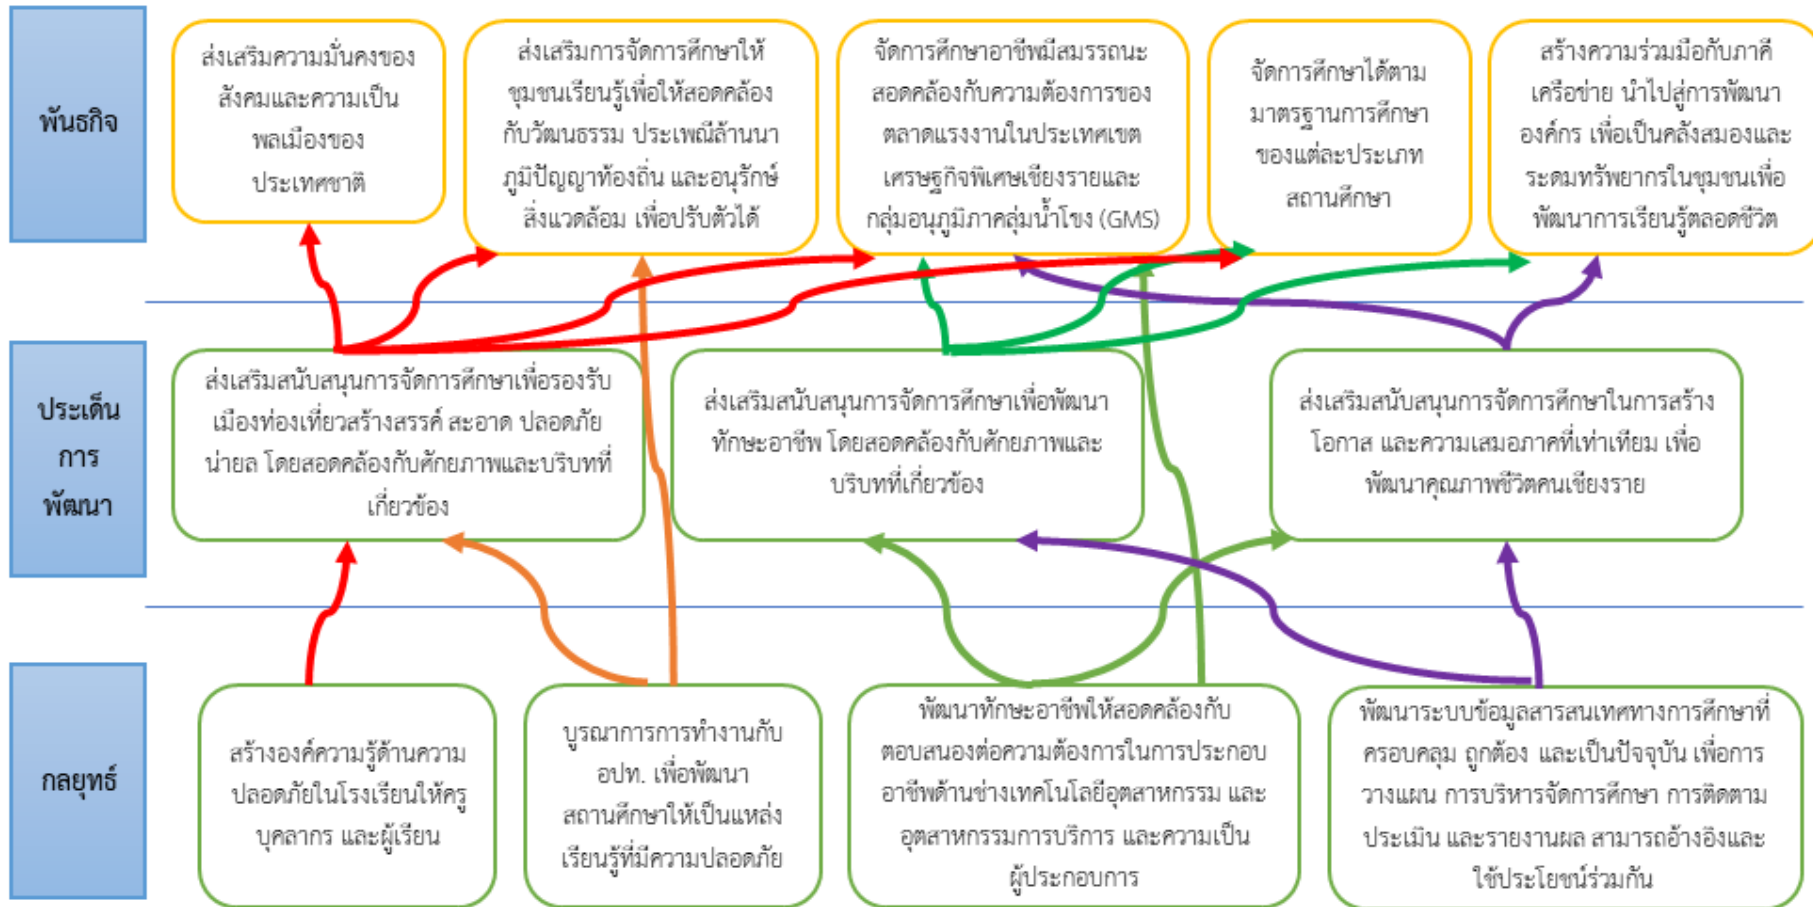 พันธกิจ
ส่งเสริมความมั่นคงของ
สังคมและความเป็น
พลเมืองของ
ประเทศชาติ
ส่งเสริมการจัดการศึกษาให้
ชุมชนเรียนรู้เพื่อให้สอดคล้อง
กับวัฒนธรรม ประเพณีล้านนา
ภูมิปัญญาท้องถิ่น และอนุรักษ์
สิ่งแวดล้อม เพื่อปรับตัวได้
จัดการศึกษาอาชีพมีสมรรถนะ
สอดคล้องกับความต้องการของ
ตลาดแรงงานในประเทศเขต
เศรษฐกิจพิเศษเชียงรายและ
กลุ่มอนุภูมิภาคลุ่มน้ำโขง (GMS)
จัดการศึกษาได้ตาม
มาตรฐานการศึกษา
ของแต่ละประเภท
สถานศึกษา
สร้างความร่วมมือกับภาคี
เครือข่าย นำไปสู่การพัฒนา
องค์กร เพื่อเป็นคลังสมองและ
ระดมทรัพยากรในชุมชนเพื่อ
พัฒนาการเรียนรู้ตลอดชีวิต
ประเด็น
การ
พัฒนา
ส่งเสริมสนับสนุนการจัดการศึกษาเพื่อรองรับ
เมืองท่องเที่ยวสร้างสรรค์ สะอาด ปลอดภัย
น่ายล โดยสอดคล้องกับศักยภาพและบริบทที่
เกี่ยวข้อง
ส่งเสริมสนับสนุนการจัดการศึกษาเพื่อพัฒนา
ทักษะอาชีพ โดยสอดคล้องกับศักยภาพและ
บริบทที่เกี่ยวข้อง
ส่งเสริมสนับสนุนการจัดการศึกษาในการสร้าง
โอกาส และความเสมอภาคที่เท่าเทียม เพื่อ
พัฒนาคุณภาพชีวิตคนเชียงราย
กลยุทธ์
สร้างองค์ความรู้ด้านความ
ปลอดภัยในโรงเรียนให้ครู
บุคลากร และผู้เรียน
บูรณาการการทำงานกับ
อปท. เพื่อพัฒนา
สถานศึกษาให้เป็นแหล่ง
เรียนรู้ที่มีความปลอดภัย
พัฒนาทักษะอาชีพให้สอดคล้องกับ
ตอบสนองต่อความต้องการในการประกอบ
อาชีพด้านช่างเทคโนโลยีอุตสาหกรรม และ
อุตสาหกรรมการบริการ และความเป็น
ผู้ประกอบการ
พัฒนาระบบข้อมูลสารสนเทศทางการศึกษาที่
ครอบคลุม ถูกต้อง และเป็นปัจจุบัน เพื่อการ
วางแผน การบริหารจัดการศึกษา การติดตาม
ประเมิน และรายงานผล สามารถอ้างอิงและ
ใช้ประโยชน์ร่วมกัน